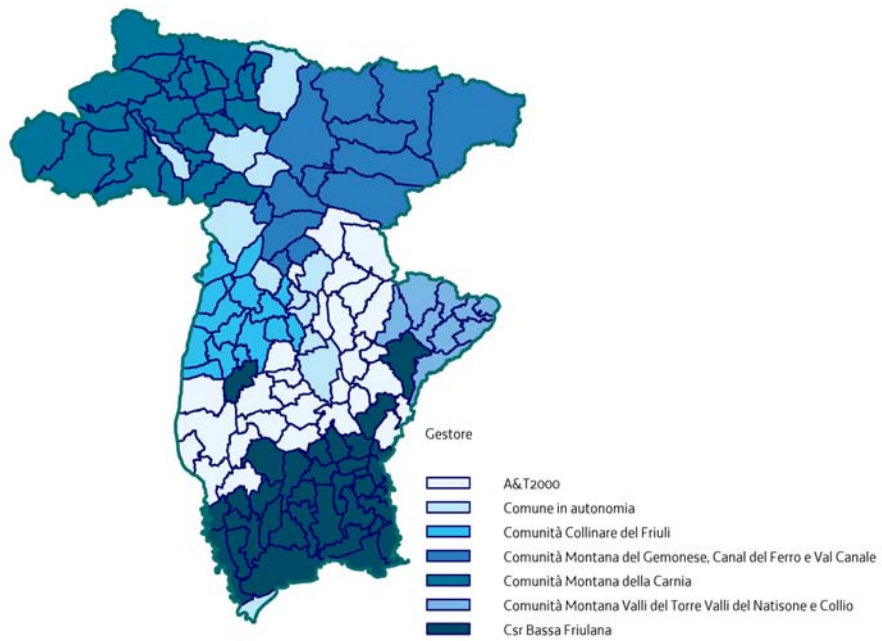 Gestore
A&T2000
Comune in autonomia
Comunità Collinare del Friuli
Comunità Montana del Gemonese, Canal del Ferro e Val Canale
Comunità Montana della Carnia
Comunità Montana Valli del Torre Valli del Natisone e Collio
Csr Bassa Friulana